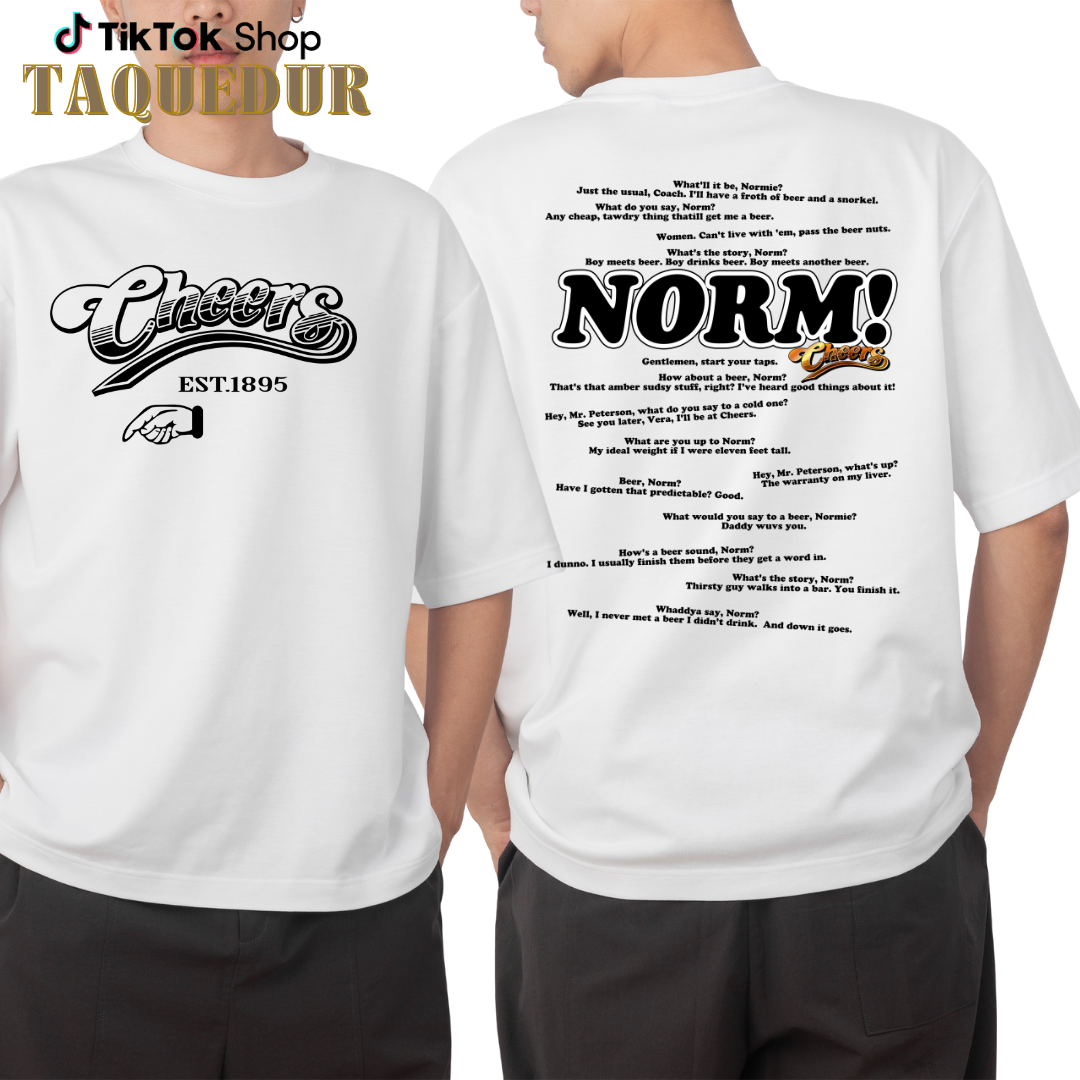 TikTok Shop
TAQUEDUR
Cheers
EST.1895
What'll it be, Normie?
Just the usual, Coach. I'll have a froth of beer and a snorkel.
What do you say, Norm?
Any cheap, tawdry thing thatill get me a beer.
Women. Can't live with 'em, pass the beer nuts.
What's the story, Norm?
Boy meets beer. Boy drinks beer. Boy meets another beer.
NORM!
Cheers
Gentlemen, start your taps.
How about a beer, Norm?
That's that amber sudsy stuff, right? I've heard good things about it!
Hey, Mr. Peterson, what do you say to a cold one?
See you later, Vera, I'll be at Cheers.
What are you up to Norm?
My ideal weight if I were eleven feet tall.
Hey, Mr. Peterson, what's up?
The warranty on my liver.
Beer, Norm?
Have I gotten that predictable? Good.
What would you say to a beer, Normie?
Daddy wuvs you.
How's a beer sound, Norm?
I dunno. I usually finish them before they get a word in.
What's the story, Norm?
Thirsty guy walks into a bar. You finish it.
Whaddya say, Norm?
Well, I never met a beer I didn't drink. And down it goes.